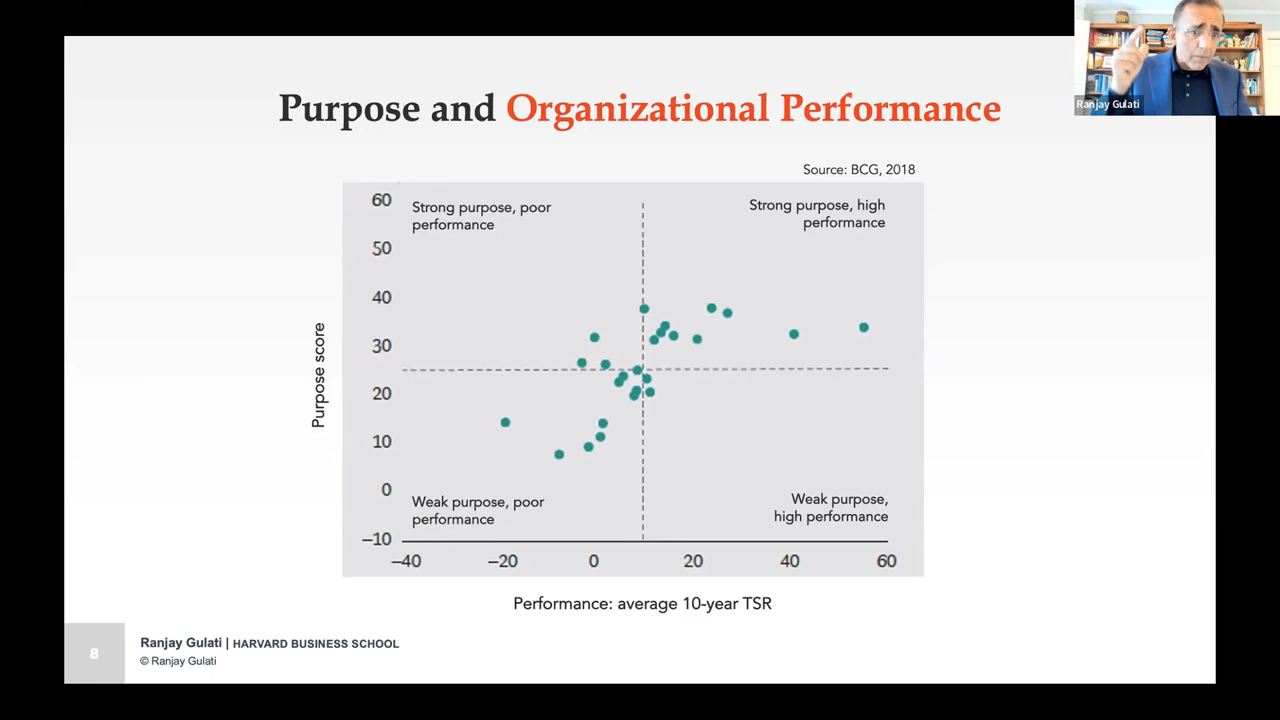 Purpose and Organizational Performance
Ranjay Gulati
Source: BCG, 2018
60
50
40
30
20
10
0
–10
Strong purpose, poor
performance
Strong purpose, high
performance
Purpose score
Weak purpose, poor
performance
Weak purpose,
high performance
–40 –20 0 20 40 60
Performance: average 10-year TSR
8
Ranjay Gulati | HARVARD BUSINESS SCHOOL
© Ranjay Gulati